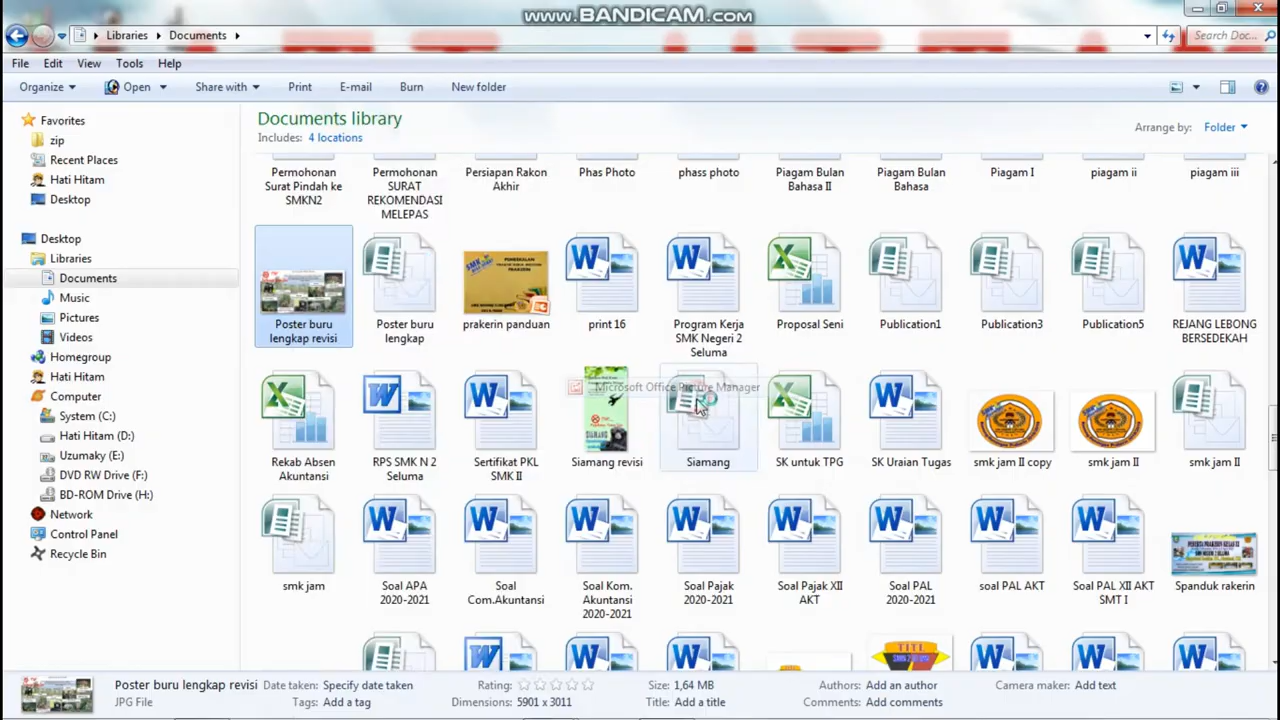 www.BANDICAM.com
Libraries
Documents
Search Doc...
File
Edit
View
Tools
Help
Organize
Open
Share with
Print
E-mail
Burn
New folder
Favorites
zip
Recent Places
Hati Hitam
Desktop
Desktop
Libraries
Documents
Music
Pictures
Videos
Homegroup
Hati Hitam
Computer
System (C:)
Hati Hitam (D:)
Uzumaky (E:)
DVD RW Drive (F:)
BD-ROM Drive (H:)
Network
Control Panel
Recycle Bin
Documents library
Includes: 4 locations
Arrange by: Folder
Permohonan
Surat Pindah ke
SMKN2
Permohonan
SURAT
REKOMENDASI
MELEPAS
Persiapan Rakon
Akhir
Phas Photo
phass photo
Piagam Bulan
Bahasa II
Piagam Bulan
Bahasa
Piagam I
piagam ii
piagam iii
Poster buru
lengkap revisi
Poster buru
lengkap
prakerin panduan
print 16
Program Kerja
SMK Negeri 2
Seluma
Proposal Seni
Publication1
Publication3
Publication5
REJANG LEBONG
BERSEDEKAH
Microsoft Office Picture Manager
Rekab Absen
Akuntansi
RPS SMK N 2
Seluma
Sertifikat PKL
SMK II
SIAMANG
Siamang revisi
Siamang
SK untuk TPG
SK Uraian Tugas
smk jam II copy
smk jam II
smk jam II
smk jam
Soal APA
2020-2021
Soal
Com.Akuntansi
Soal Kom.
Akuntansi
2020-2021
Soal Pajak
2020-2021
Soal Pajak XII
AKT
Soal PAL
2020-2021
soal PAL AKT
Soal PAL XII AKT
SMT I
Spanduk rakerin
TITL
Poster buru lengkap revisi
JPG File
Date taken: Specify date taken
Tags: Add a tag
Rating:
Dimensions: 5901 x 3011
Size: 1,64 MB
Title: Add a title
Authors: Add an author
Comments: Add comments
Camera maker: Add text